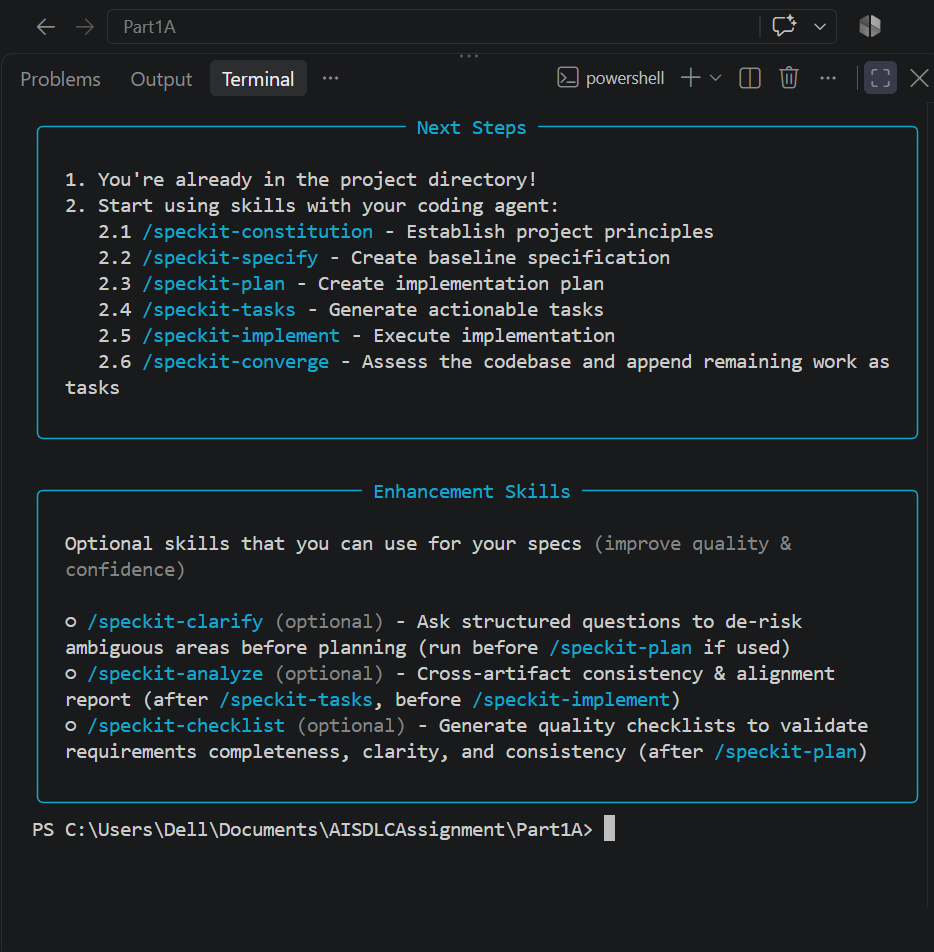 Part1A
Problems Output Terminal ··· powershell
Next Steps
1. You're already in the project directory!
2. Start using skills with your coding agent:
2.1 /speckit-constitution - Establish project principles
2.2 /speckit-specify - Create baseline specification
2.3 /speckit-plan - Create implementation plan
2.4 /speckit-tasks - Generate actionable tasks
2.5 /speckit-implement - Execute implementation
2.6 /speckit-converge - Assess the codebase and append remaining work as
tasks
Enhancement Skills
Optional skills that you can use for your specs (improve quality &
confidence)
○ /speckit-clarify (optional) - Ask structured questions to de-risk
ambiguous areas before planning (run before /speckit-plan if used)
○ /speckit-analyze (optional) - Cross-artifact consistency & alignment
report (after /speckit-tasks, before /speckit-implement)
○ /speckit-checklist (optional) - Generate quality checklists to validate
requirements completeness, clarity, and consistency (after /speckit-plan)
PS C:\Users\Dell\Documents\AISDLCAssignment\Part1A>